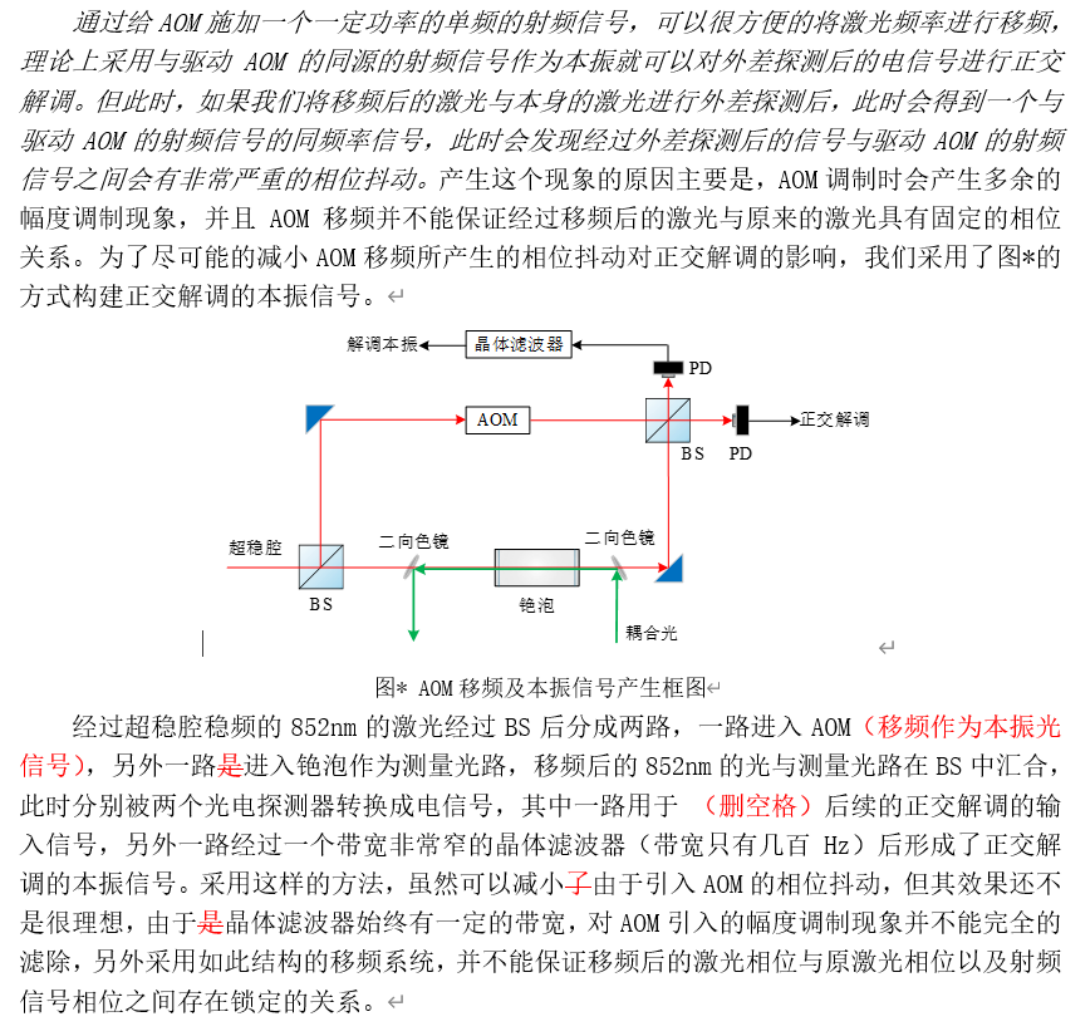 通过给 AOM 施加一个一定功率的单频的射频信号，可以很方便的将激光频率进行移频，
理论上采用与驱动 AOM 的同源的射频信号作为本振就可以对外差探测后的电信号进行正交
解调。但此时，如果我们将移频后的激光与本身的激光进行外差探测后，此时会得到一个与
驱动 AOM 的射频信号的同频率信号，此时会发现经过外差探测后的信号与驱动 AOM 的射频
信号之间会有非常严重的相位抖动。产生这个现象的原因主要是，AOM 调制时会产生多余的
幅度调制现象，并且 AOM 移频并不能保证经过移频后的激光与原来的激光具有固定的相位
关系。为了尽可能的减小 AOM 移频所产生的相位抖动对正交解调的影响，我们采用了图*的
方式构建正交解调的本振信号。
解调本振
晶体滤波器
PD
AOM
正交解调
BS
PD
超稳腔
二向色镜
二向色镜
BS
铯泡
耦合光
图* AOM 移频及本振信号产生框图
经过超稳腔稳频的 852nm 的激光经过 BS 后分成两路，一路进入 AOM（移频作为本振光
信号），另外一路是进入铯泡作为测量光路，移频后的 852nm 的光与测量光路在 BS 中汇合，
此时分别被两个光电探测器转换成电信号，其中一路用于 （删空格）后续的正交解调的输
入信号，另外一路经过一个带宽非常窄的晶体滤波器（带宽只有几百 Hz）后形成了正交解
调的本振信号。采用这样的方法，虽然可以减小子由于引入 AOM 的相位抖动，但其效果还不
是很理想，由于是晶体滤波器始终有一定的带宽，对 AOM 引入的幅度调制现象并不能完全的
滤除，另外采用如此结构的移频系统，并不能保证移频后的激光相位与原激光相位以及射频
信号相位之间存在锁定的关系。